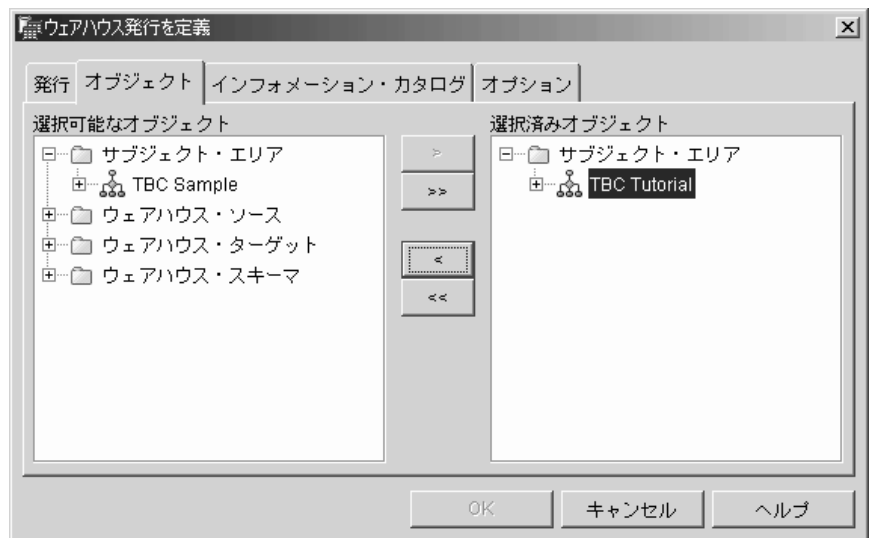 ウェアハウス発行を定義
発行 オブジェクト インフォメーション・カタログ オプション
選択可能なオブジェクト
サブジェクト・エリア
TBC Sample
ウェアハウス・ソース
ウェアハウス・ターゲット
ウェアハウス・スキーマ
>
>>
<
<<
選択済みオブジェクト
サブジェクト・エリア
TBC Tutorial
OK キャンセル ヘルプ